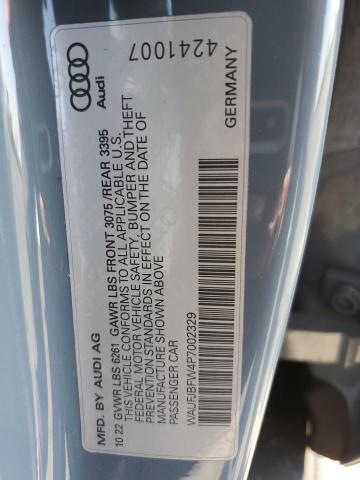 MFD. BY AUDI AG
10 22 GVWR LBS 6261 GAWR LBS FRONT 3075 /REAR 3395
THIS VEHICLE CONFORMS TO ALL APPLICABLE U.S.
FEDERAL MOTOR VEHICLE SAFETY, BUMPER AND THEFT
PREVENTION STANDARDS IN EFFECT ON THE DATE OF
MANUFACTURE SHOWN ABOVE
PASSENGER CAR
WAUFJBFW4P7002329
Audi
4241007
GERMANY